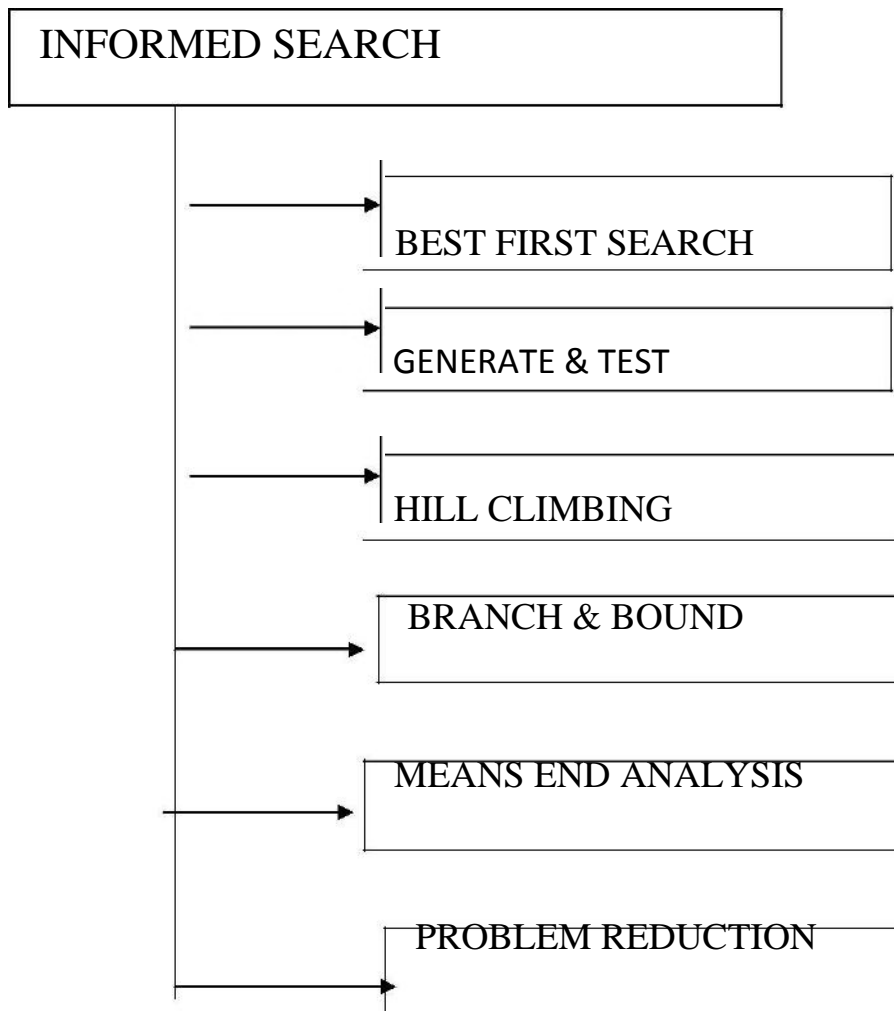 INFORMED SEARCH
BEST FIRST SEARCH
GENERATE & TEST
HILL CLIMBING
BRANCH & BOUND
MEANS END ANALYSIS
PROBLEM REDUCTION